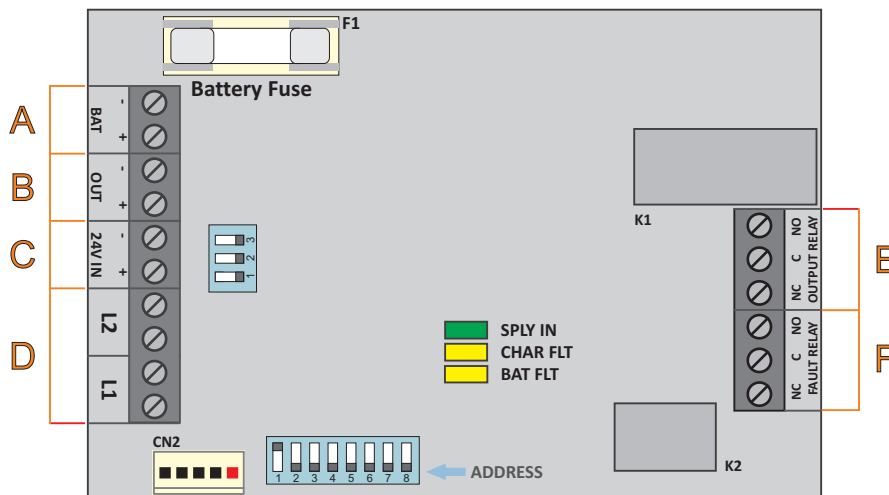 F1
Battery Fuse
A
BAT
-
+
B
OUT
-
+
C
24V IN
-
+
D
L2
L1
3
2
1
K1
NO
C
NC
OUTPUT RELAY
E
NO
C
NC
FAULT RELAY
F
SPLY IN
CHAR FLT
BAT FLT
CN2
1 2 3 4 5 6 7 8
ADDRESS
K2